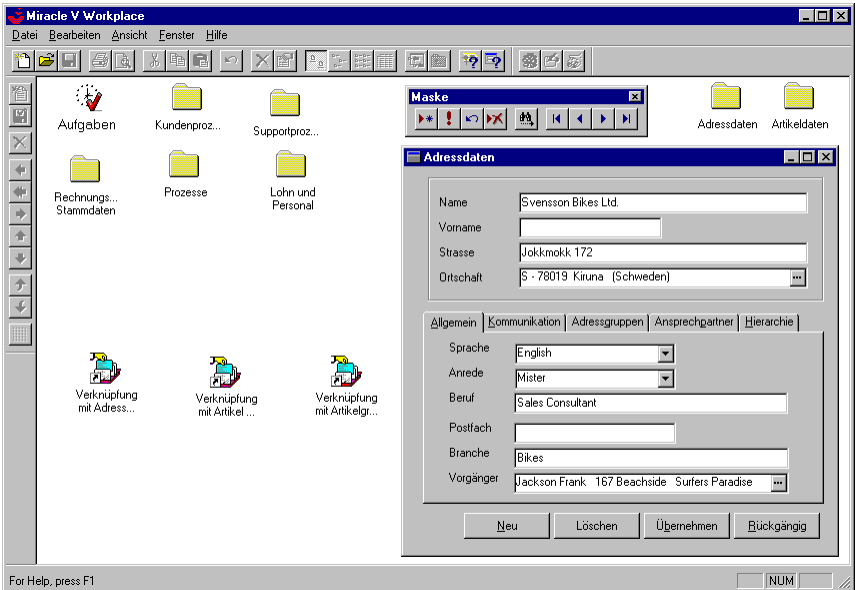 Miracle V Workplace
Datei Bearbeiten Ansicht Fenster Hilfe
Aufgaben
Kundenproz...
Supportproz...
Rechnungs...
Stammdaten
Prozesse
Lohn und
Personal
Maske
Adressdaten
Artikeldaten
Verknüpfung
mit Adress...
Verknüpfung
mit Artikel ...
Verknüpfung
mit Artikelgr...
Adressdaten
Name Svensson Bikes Ltd.
Vorname
Strasse Jokkmokk 172
Ortschaft S - 78019 Kiruna (Schweden) ...
Allgemein Kommunikation Adressgruppen Ansprechpartner Hierarchie
Sprache English
Anrede Mister
Beruf Sales Consultant
Postfach
Branche Bikes
Vorgänger Jackson Frank 167 Beachside Surfers Paradise ...
Neu Löschen Übernehmen Rückgängig
For Help, press F1
NUM